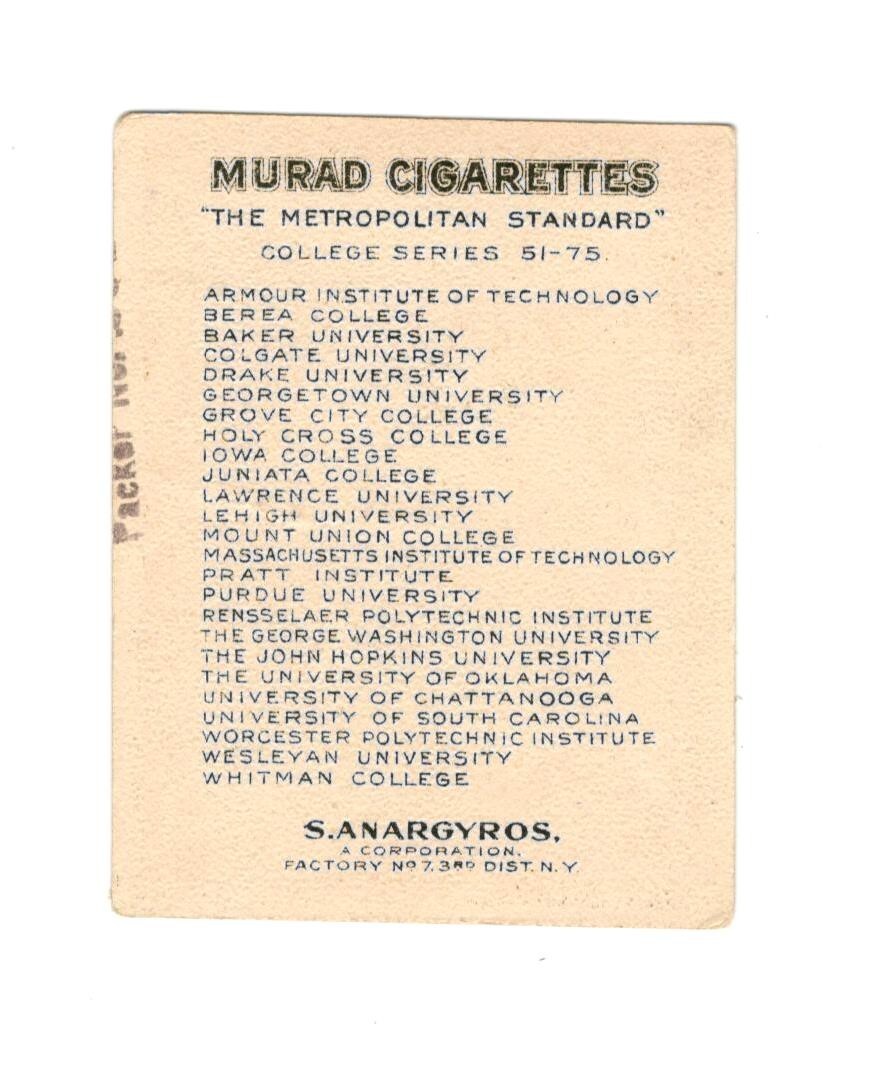 MURAD CIGARETTES
"THE METROPOLITAN STANDARD"
COLLEGE SERIES 51-75.
ARMOUR INSTITUTE OF TECHNOLOGY
BEREA COLLEGE
BAKER UNIVERSITY
COLGATE UNIVERSITY
DRAKE UNIVERSITY
GEORGETOWN UNIVERSITY
GROVE CITY COLLEGE
HOLY CROSS COLLEGE
IOWA COLLEGE
JUNIATA COLLEGE
LAWRENCE UNIVERSITY
LEHIGH UNIVERSITY
MOUNT UNION COLLEGE
MASSACHUSETTS INSTITUTE OF TECHNOLOGY
PRATT INSTITUTE
PURDUE UNIVERSITY
RENSSELAER POLYTECHNIC INSTITUTE
THE GEORGE WASHINGTON UNIVERSITY
THE JOHN HOPKINS UNIVERSITY
THE UNIVERSITY OF OKLAHOMA
UNIVERSITY OF CHATTANOOGA
UNIVERSITY OF SOUTH CAROLINA
WORCESTER POLYTECHNIC INSTITUTE
WESLEYAN UNIVERSITY
WHITMAN COLLEGE
S. ANARGYROS,
A CORPORATION,
FACTORY Nº 7, 3RD DIST. N. Y.
Packer No.